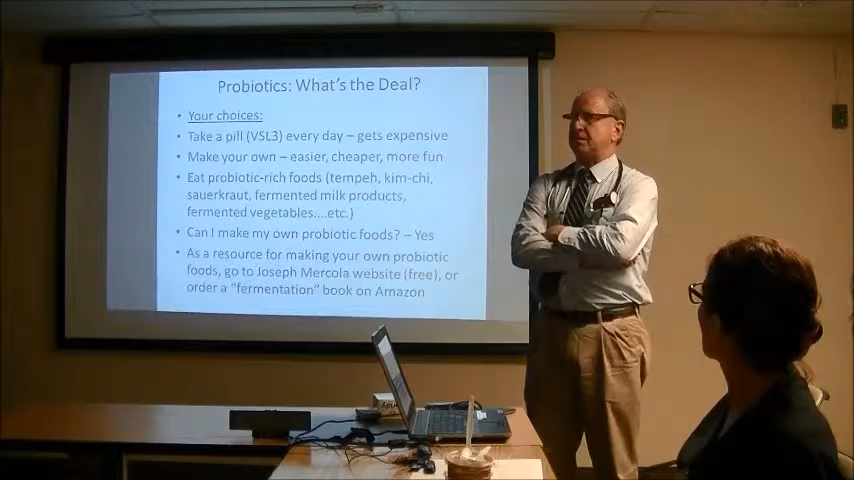 Probiotics: What's the Deal?
• Your choices:
• Take a pill (VSL3) every day – gets expensive
• Make your own – easier, cheaper, more fun
• Eat probiotic-rich foods (tempeh, kim-chi,
sauerkraut, fermented milk products,
fermented vegetables....etc.)
• Can I make my own probiotic foods? – Yes
• As a resource for making your own probiotic
foods, go to Joseph Mercola website (free), or
order a "fermentation" book on Amazon